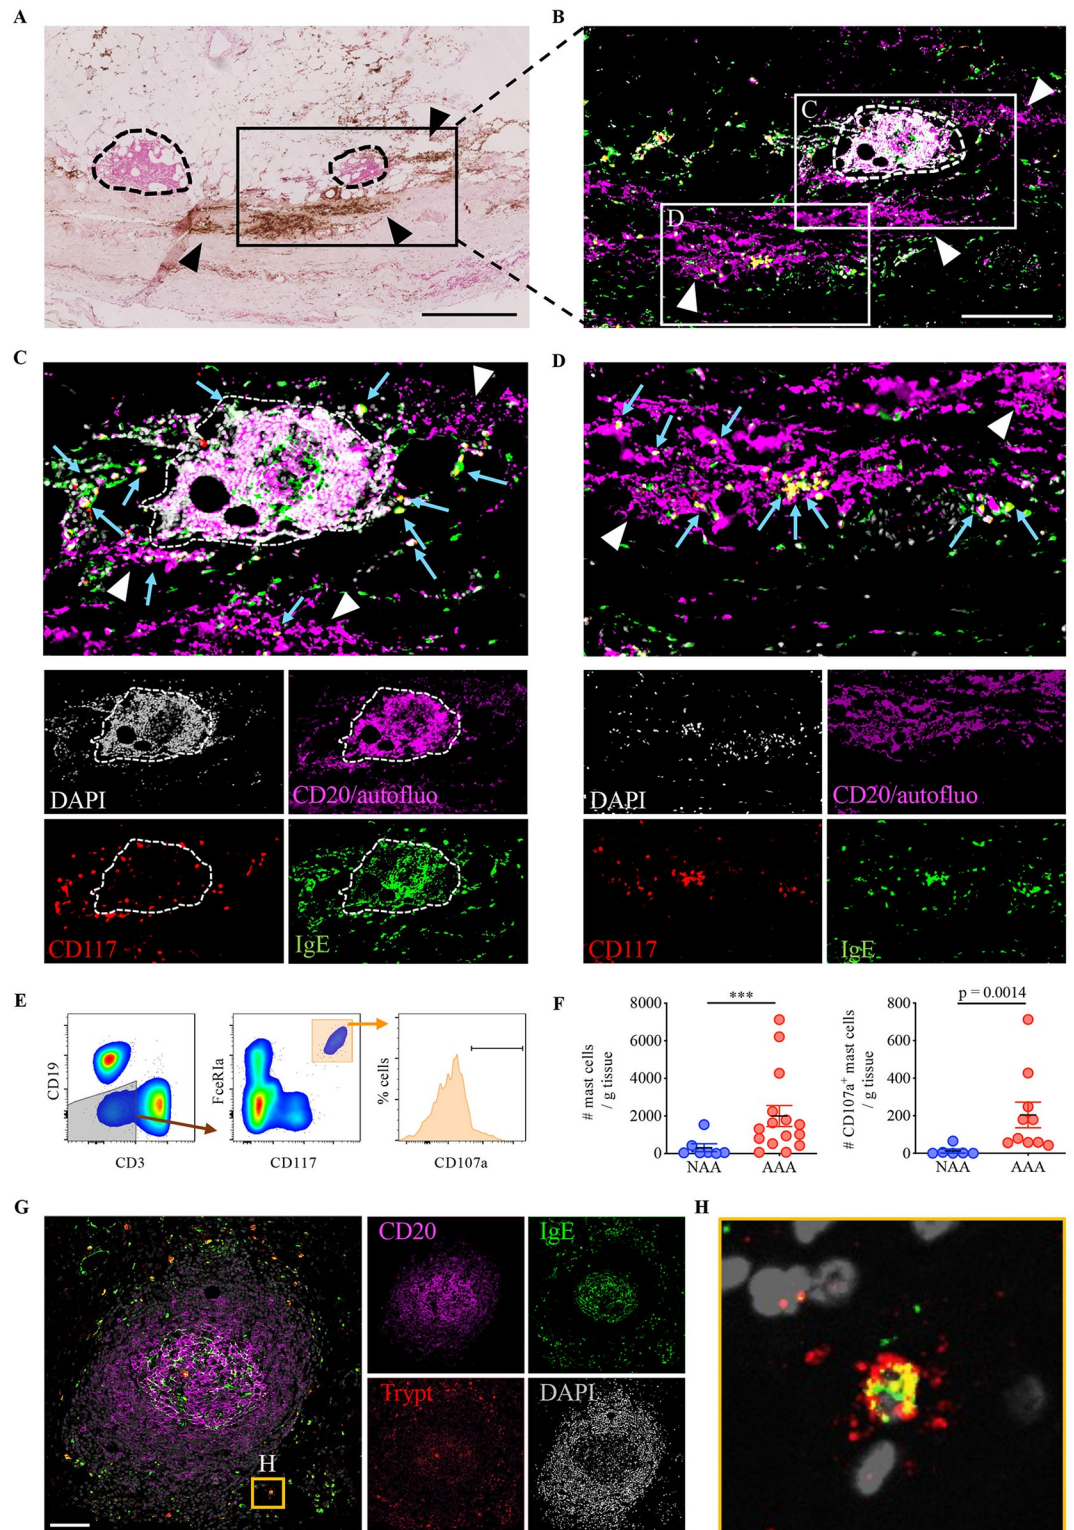 A
B
C
D
C
D
DAPI
CD20/autofluo
DAPI
CD20/autofluo
CD117
IgE
CD117
IgE
E
CD19
CD3
FceRIa
CD117
% cells
CD107a
F
# mast cells
/ g tissue
8000
6000
4000
2000
0
***
NAA
AAA
# CD107a⁺ mast cells
/ g tissue
800
600
400
200
0
p = 0.0014
NAA
AAA
G
H
CD20
IgE
Trypt
DAPI
H